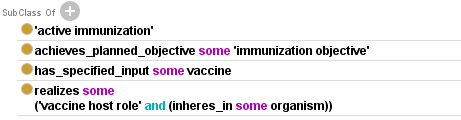 SubClass Of
'active immunization'
achieves_planned_objective some 'immunization objective'
has_specified_input some vaccine
realizes some
('vaccine host role' and (inheres_in some organism))